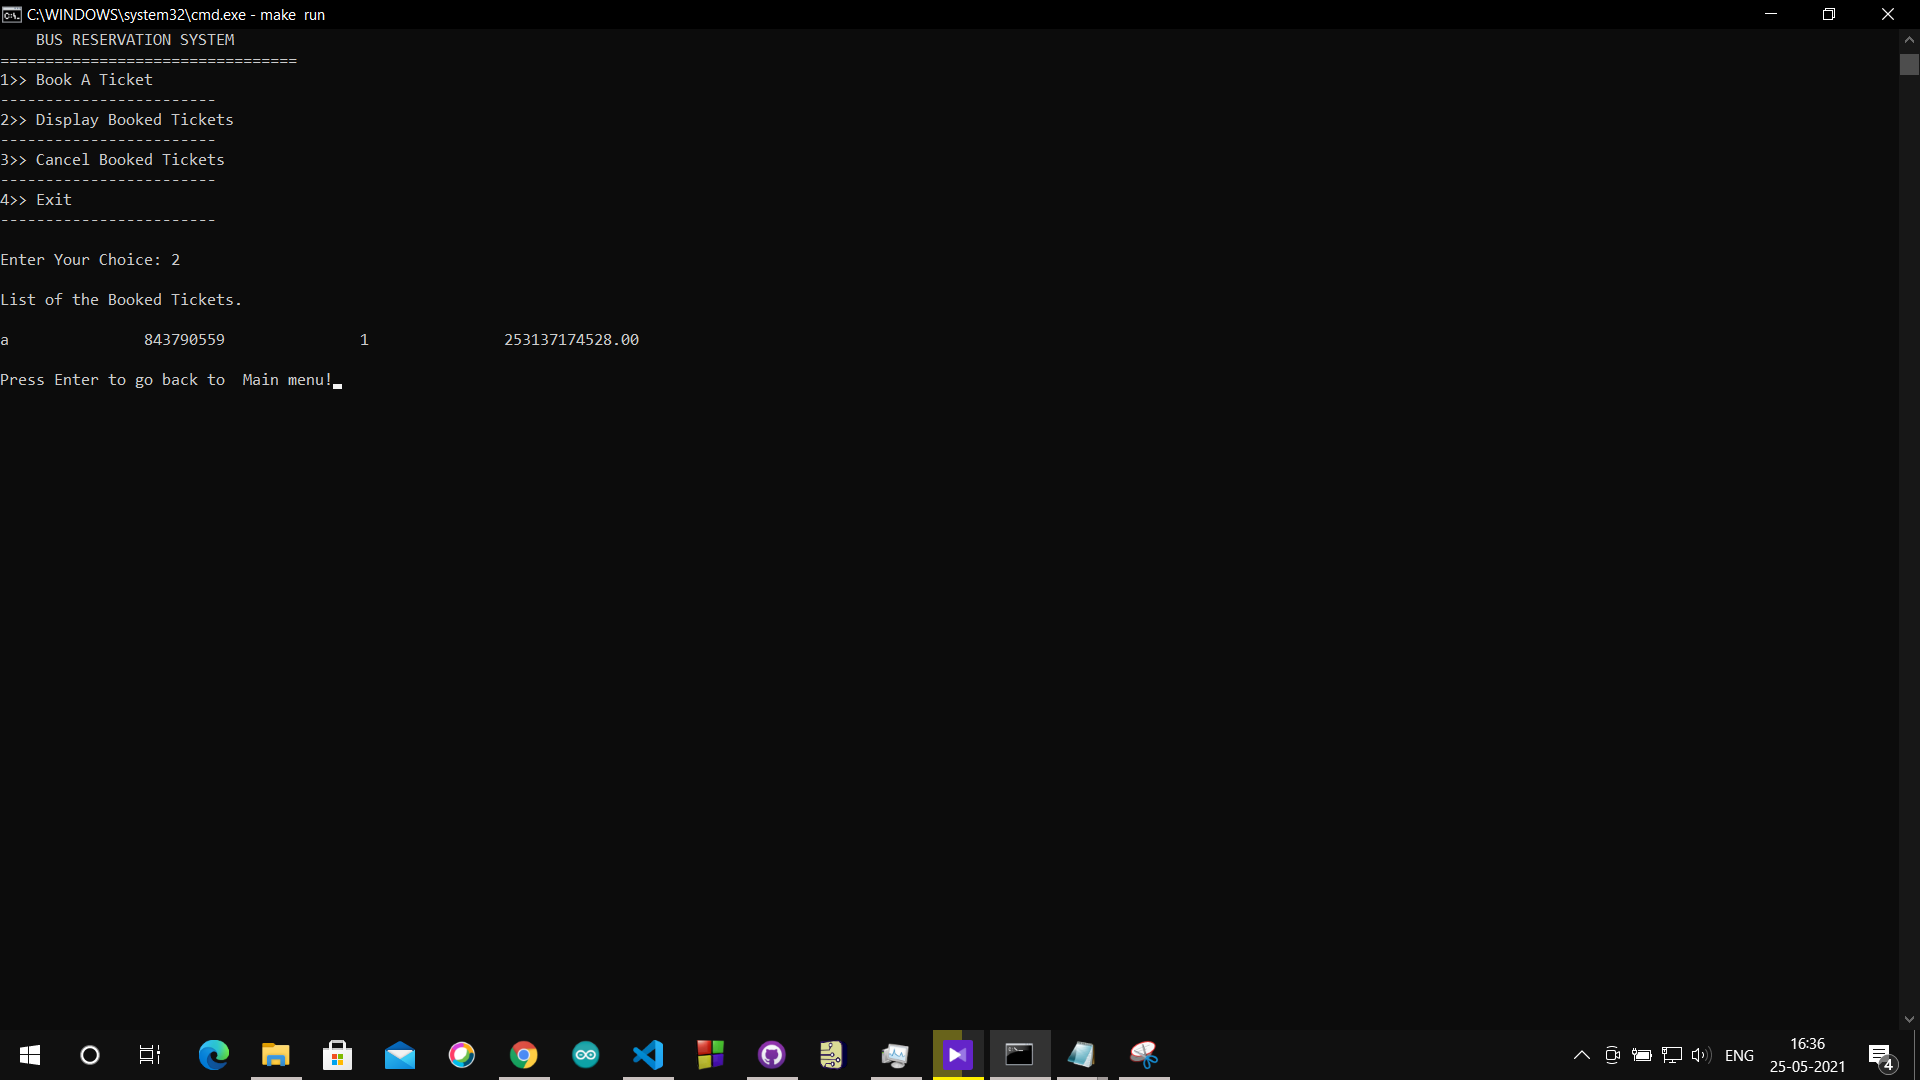 C:\WINDOWS\system32\cmd.exe - make  run
    BUS RESERVATION SYSTEM
=================================
1>> Book A Ticket
------------------------
2>> Display Booked Tickets
------------------------
3>> Cancel Booked Tickets
------------------------
4>> Exit
------------------------
Enter Your Choice: 2
List of the Booked Tickets.
a               843790559               1               253137174528.00
Press Enter to go back to  Main menu!
ENG
16:36
25-05-2021
4